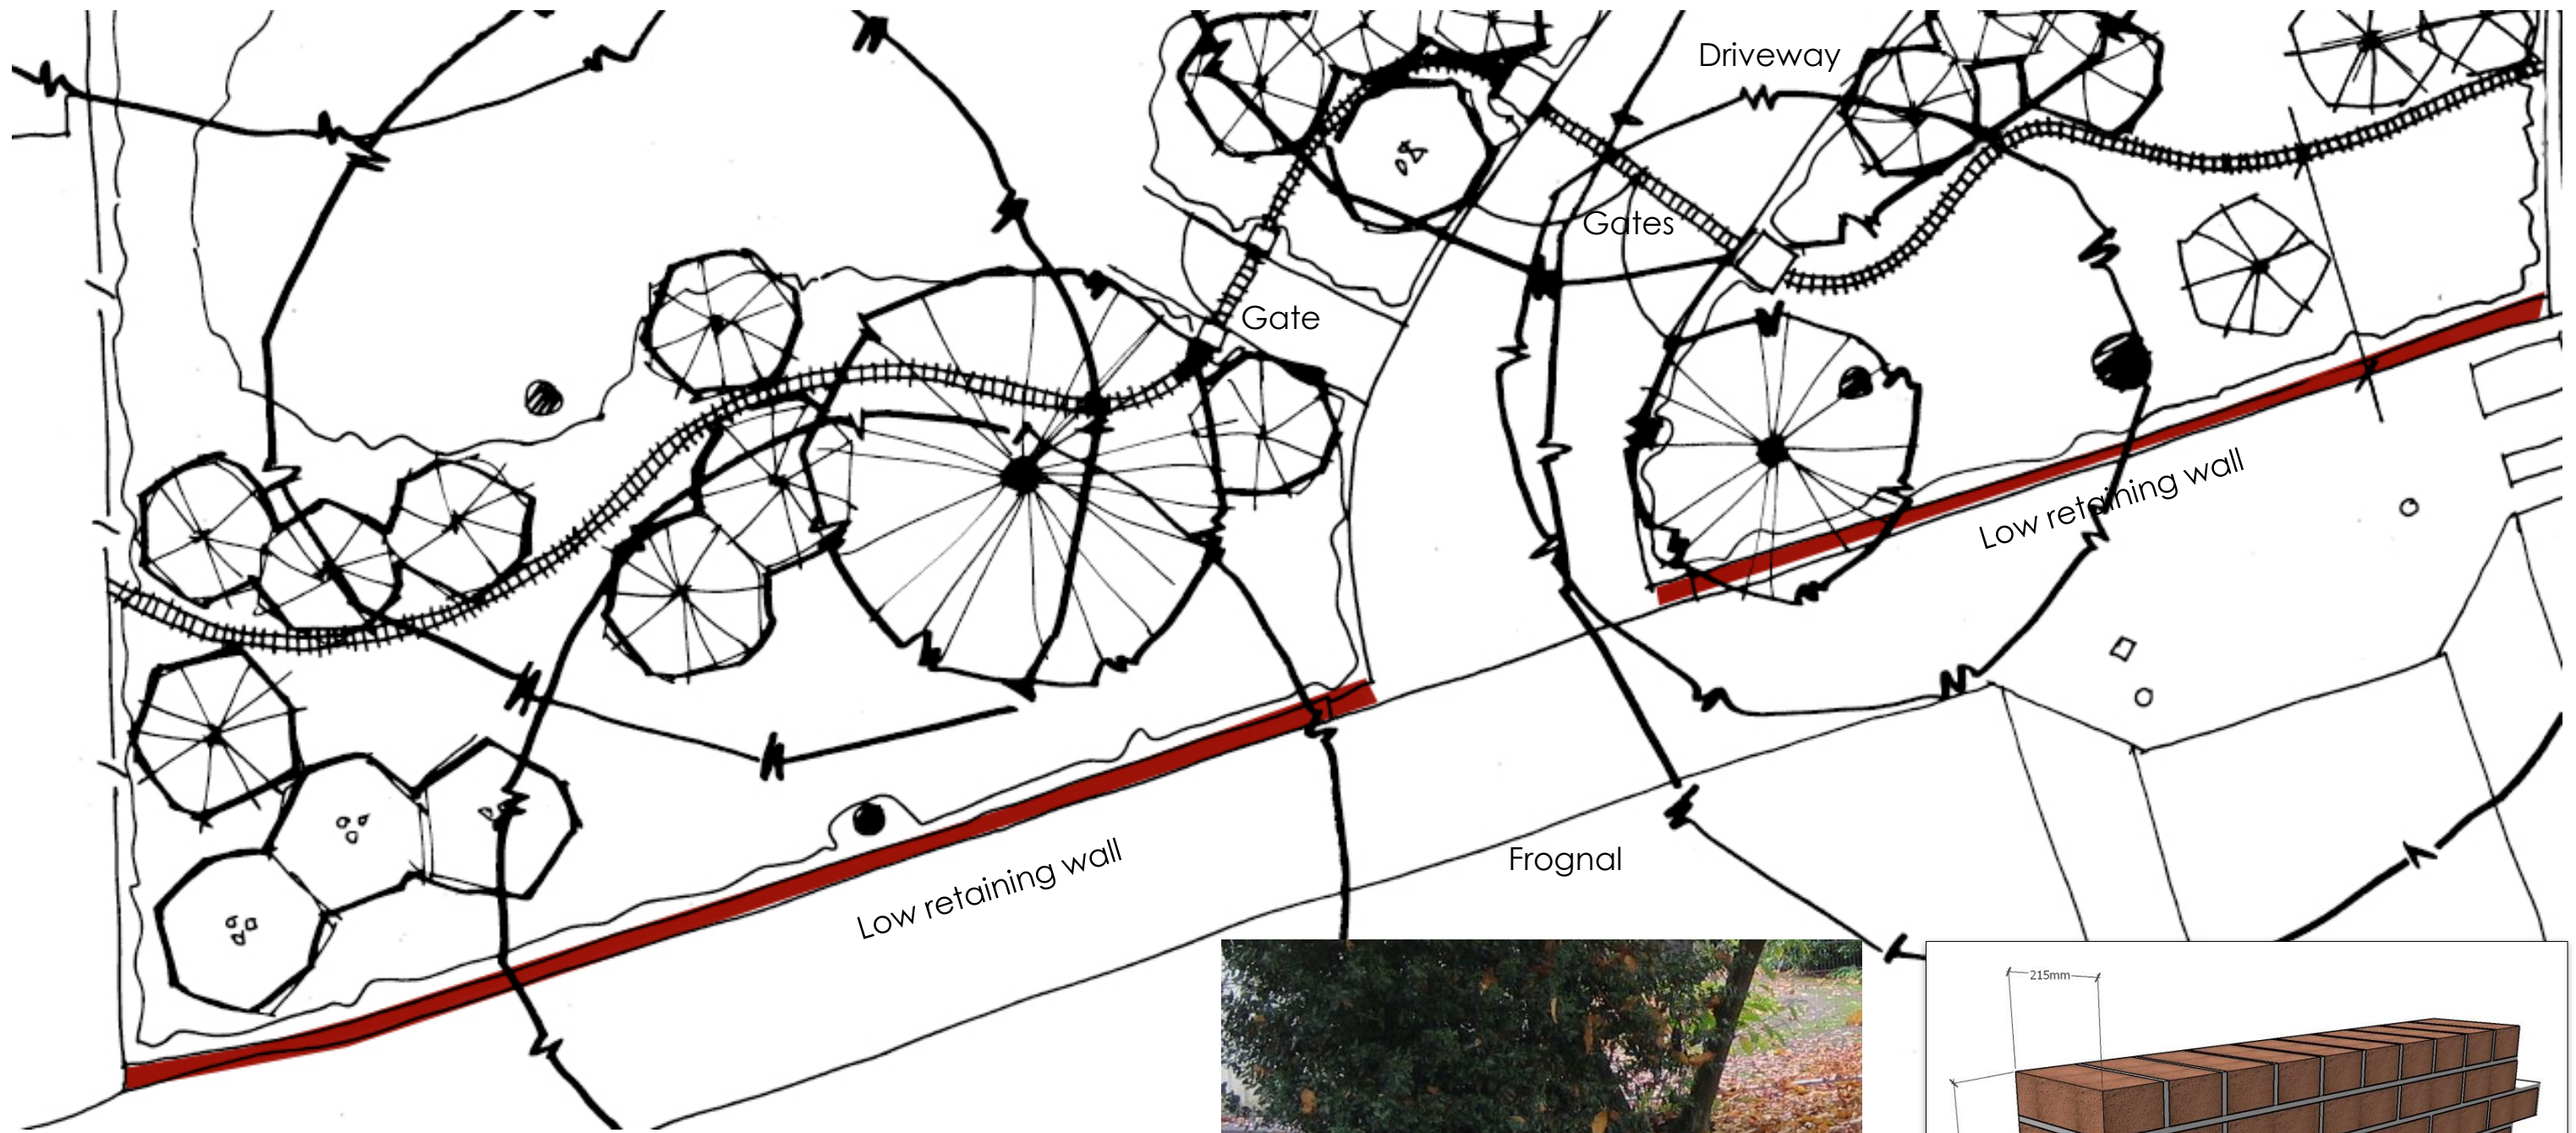 Driveway
Gates
Gate
Low retaining wall
Low retaining wall
Frognal
215mm